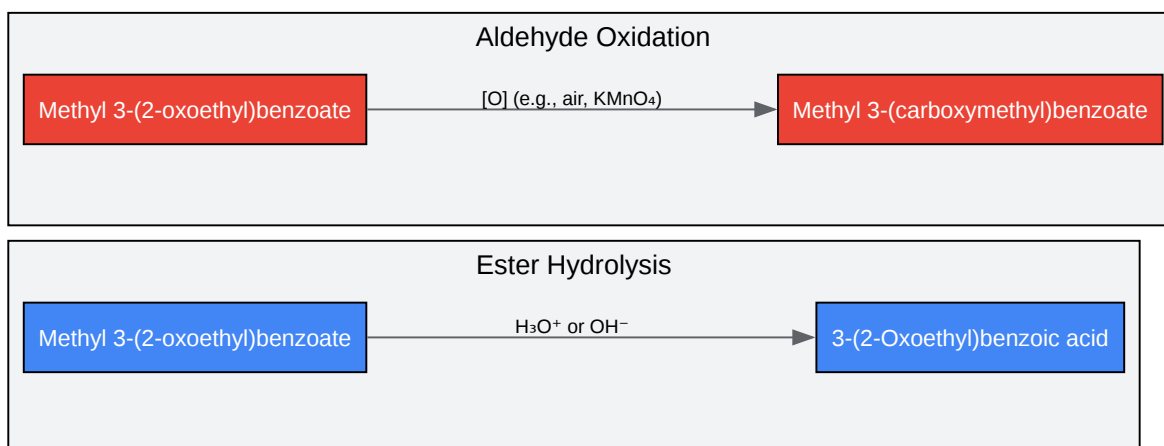 Aldehyde Oxidation
Methyl 3-(2-oxoethyl)benzoate
[O] (e.g., air, KMnO₄)
Methyl 3-(carboxymethyl)benzoate
Ester Hydrolysis
Methyl 3-(2-oxoethyl)benzoate
H₃O⁺ or OH⁻
3-(2-Oxoethyl)benzoic acid